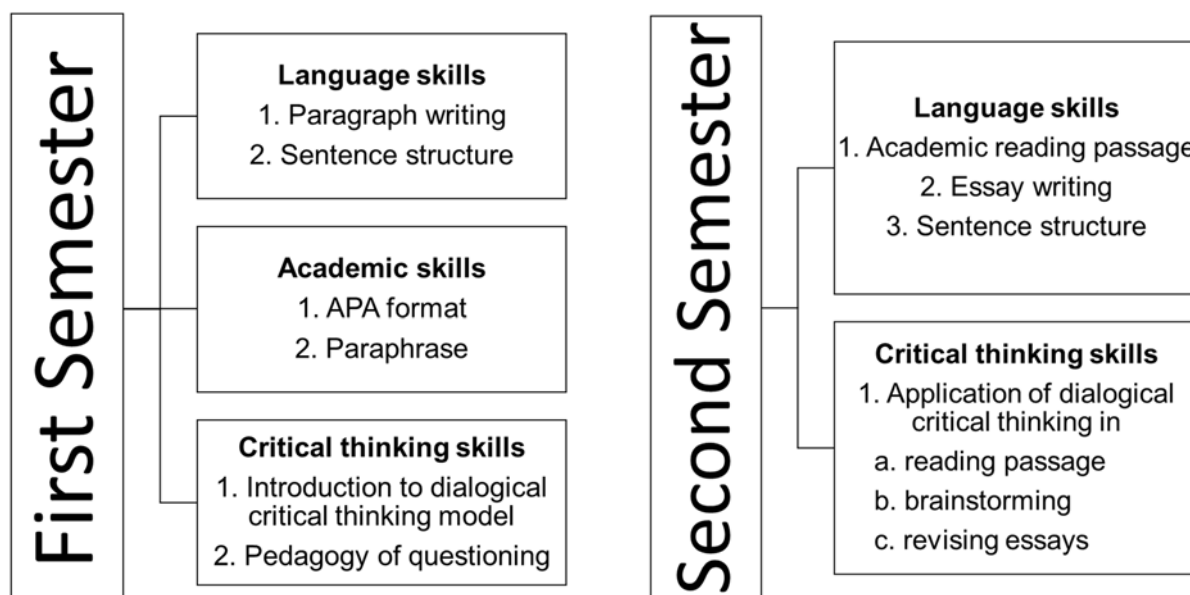 First Semester
Language skills
1. Paragraph writing
2. Sentence structure
Academic skills
1. APA format
2. Paraphrase
Critical thinking skills
1. Introduction to dialogical
critical thinking model
2. Pedagogy of questioning
Second Semester
Language skills
1. Academic reading passage
2. Essay writing
3. Sentence structure
Critical thinking skills
1. Application of dialogical
critical thinking in
a. reading passage
b. brainstorming
c. revising essays